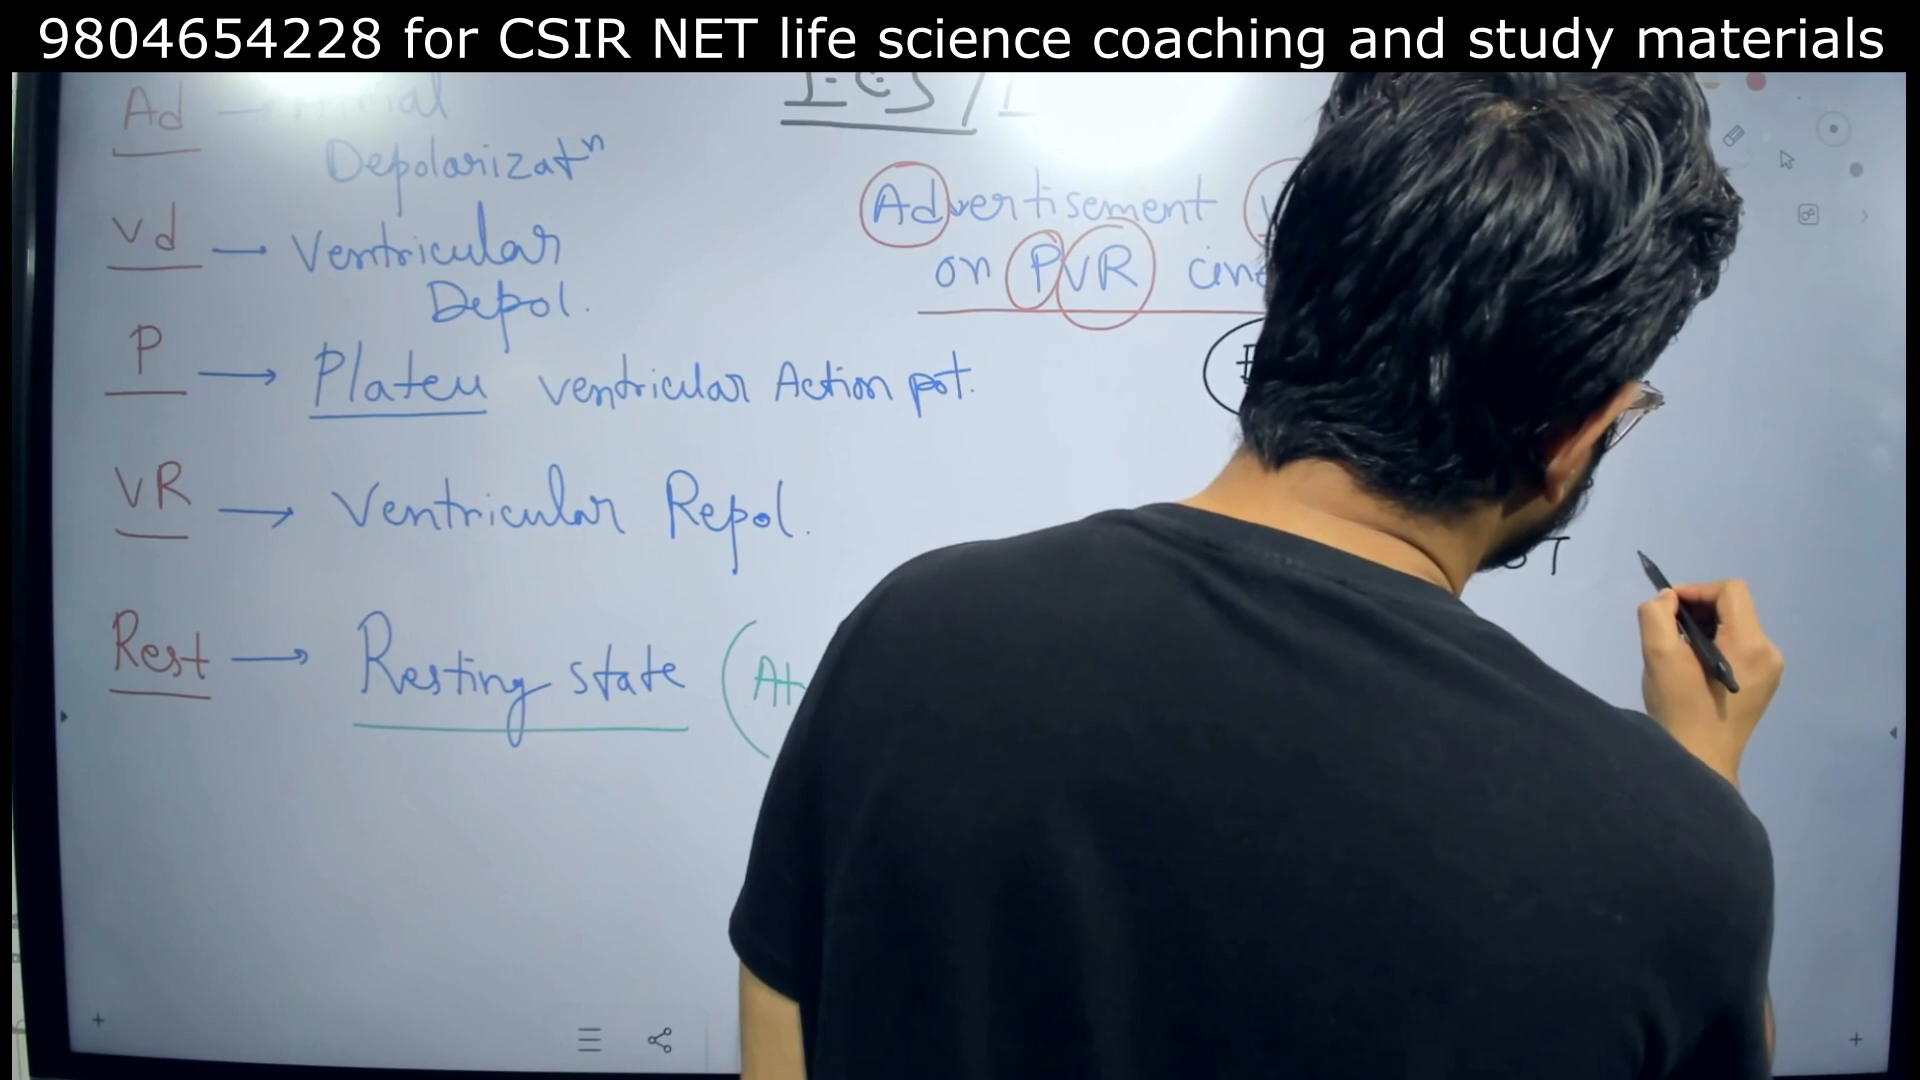 9804654228 for CSIR NET life science coaching and study materials
Ad →
Depolarizatⁿ
Vd → Ventricular
Depol.
P → Plateu ventricular Action pot.
VR → Ventricular Repol.
Rest → Resting state (At
Advertisement
on PVR